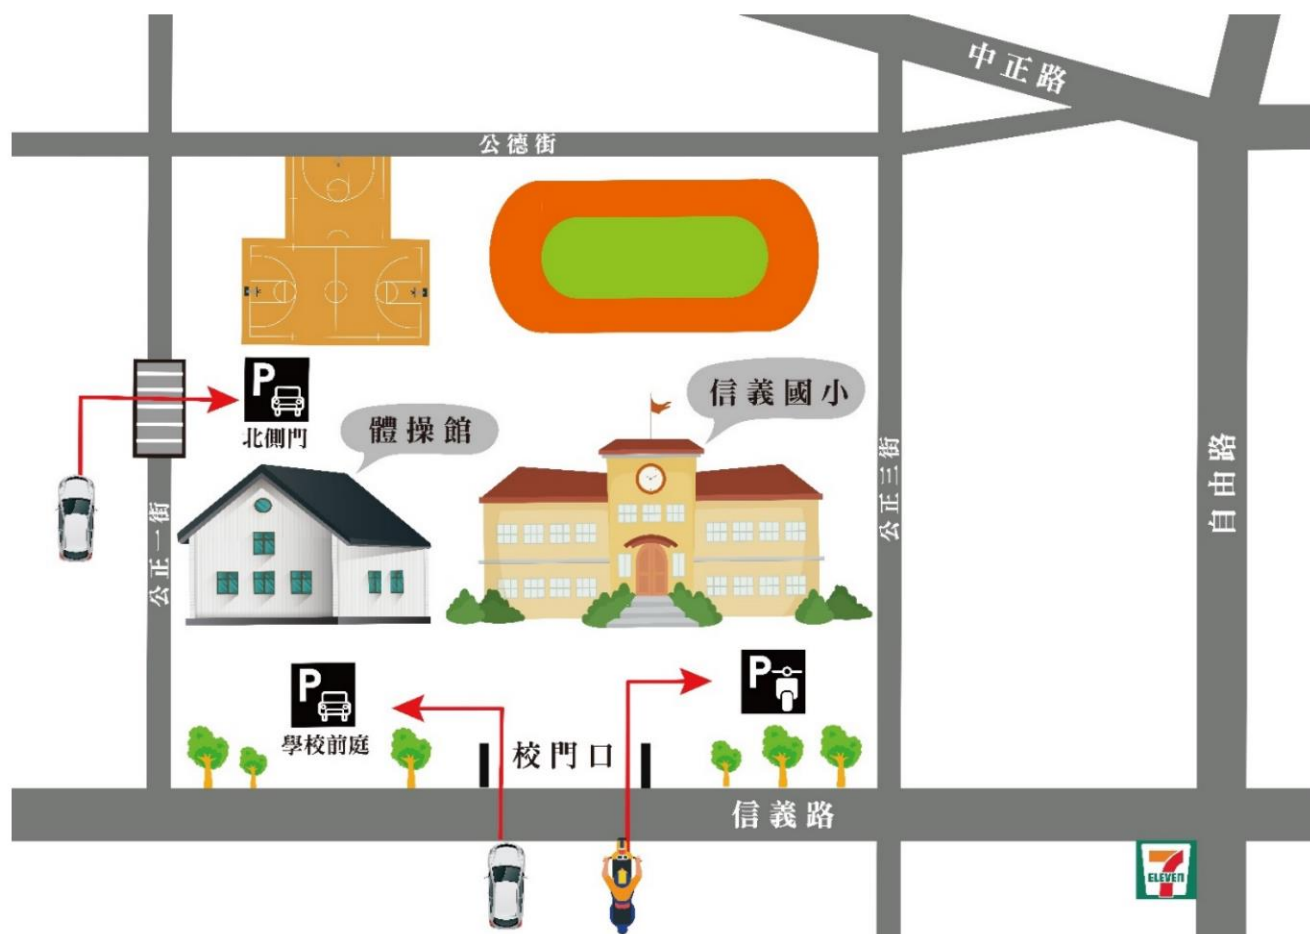 中正路
公德街
信義國小
P
北側門
體操館
公正一街
公正三街
自由路
P
學校前庭
P
校門口
信義路
7
ELEVEn